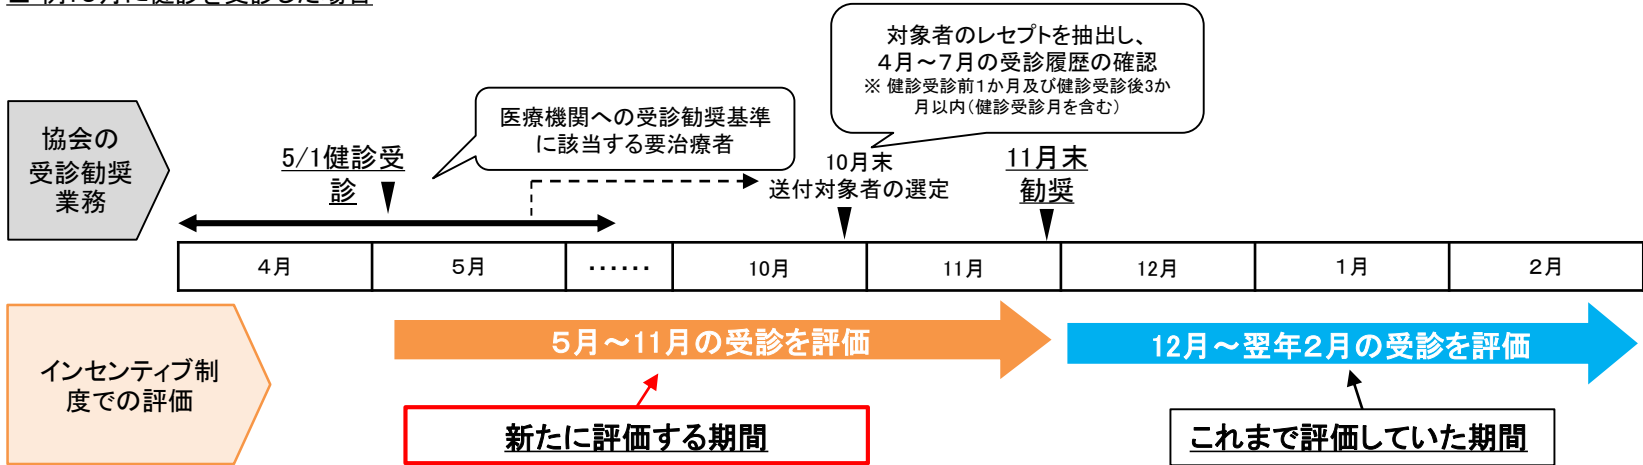 対象者のレセプトを抽出し、
４月～７月の受診履歴の確認
※ 健診受診前１か月及び健診受診後3か
月以内(健診受診月を含む)
医療機関への受診勧奨基準
に該当する要治療者
協会の
受診勧奨
業務
5/1健診受
診
10月末
送付対象者の選定
11月末
勧奨
４月
５月
……
10月
11月
12月
１月
２月
インセンティブ制
度での評価
５月～11月の受診を評価
12月～翌年２月の受診を評価
新たに評価する期間
これまで評価していた期間